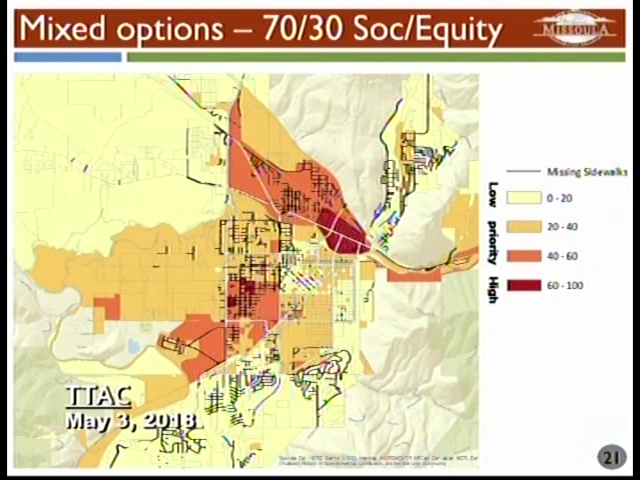 Mixed options – 70/30 Soc/Equity
MISSOULA
Missing Sidewalks
Low priority High
0 - 20
20 - 40
40 - 60
60 - 100
TTAC
May 3, 2018
21